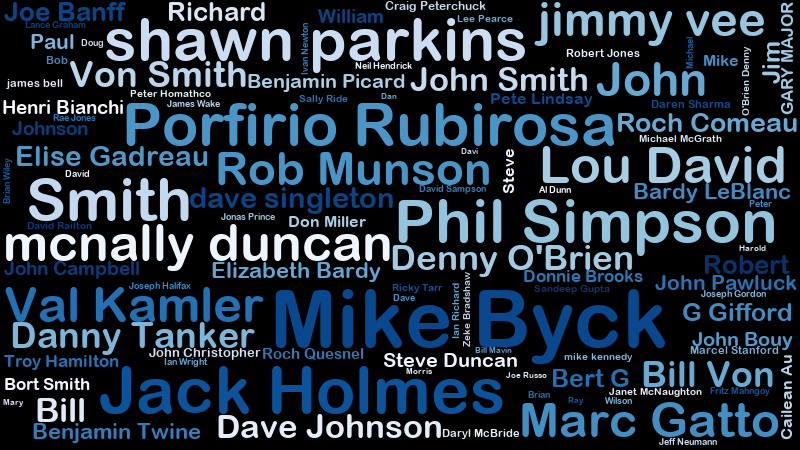 Joe Banff
Lance Graham
Richard
William
Craig Peterchuck
Lee Pearce
jimmy vee
Jim
GARY MAJOR
Paul
Doug
shawn parkins
Ivan Newton
Robert Jones
Michael
Mike
O'Brien Denny
Bob
Von Smith
Neil Hendrick
Benjamin Picard
John Smith
John
james bell
Peter Homathco
James Wake
Sally Ride
Dan
Pete Lindsay
Daren Sharma
Henri Bianchi
Rae Jones
Johnson
Porfirio Rubirosa
Roch Comeau
Michael McGrath
Elise Gadreau
Rob Munson
Davi
Steve
Lou David
Brian Wiley
David
Smith
dave singleton
David Sampson
Al Dunn
Bardy LeBlanc
Peter
David Railton
Jonas Prince
Don Miller
Phil Simpson
mcnally duncan
Denny O'Brien
Harold
John Campbell
Elizabeth Bardy
Donnie Brooks
Robert
Joseph Halifax
Ricky Tarr
Dave
Ian Richard
Zeke Bradshaw
Sandeep Gupta
John Pawluck
Joseph Gordon
Val Kamler
Mike Byck
G Gifford
Danny Tanker
John Bouy
Marcel Stanford
Troy Hamilton
John Christopher
Ian Wright
Roch Quesnel
Steve Duncan
Bill Mavin
mike kennedy
Cailean Au
Bort Smith
Jack Holmes
Morris
Joe Russo
Bert G
Bill Von
Janet McNaughton
Fritz Mahngoy
Mary
Bill
Brian
Ray
Wilson
Benjamin Twine
Dave Johnson
Daryl McBride
Marc Gatto
Jeff Neumann